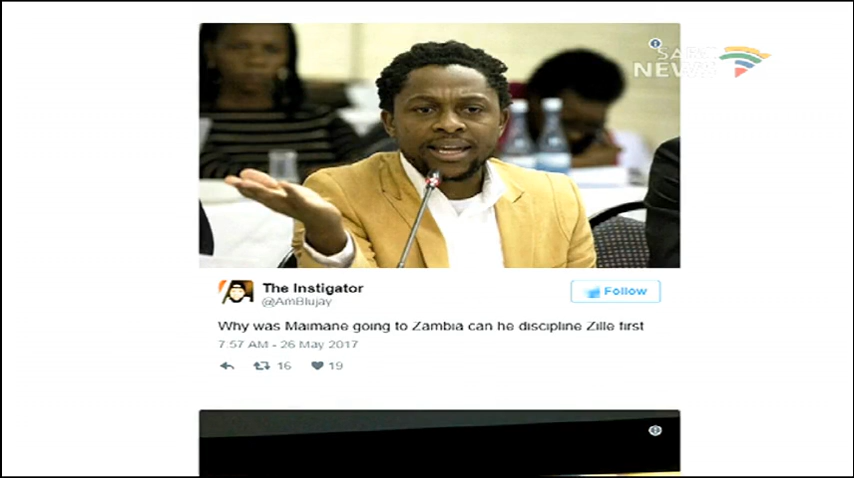 SABC
NEWS
The Instigator
@AmBlujay
Follow
Why was Maimane going to Zambia can he discipline Zille first
7:57 AM - 26 May 2017
16
19